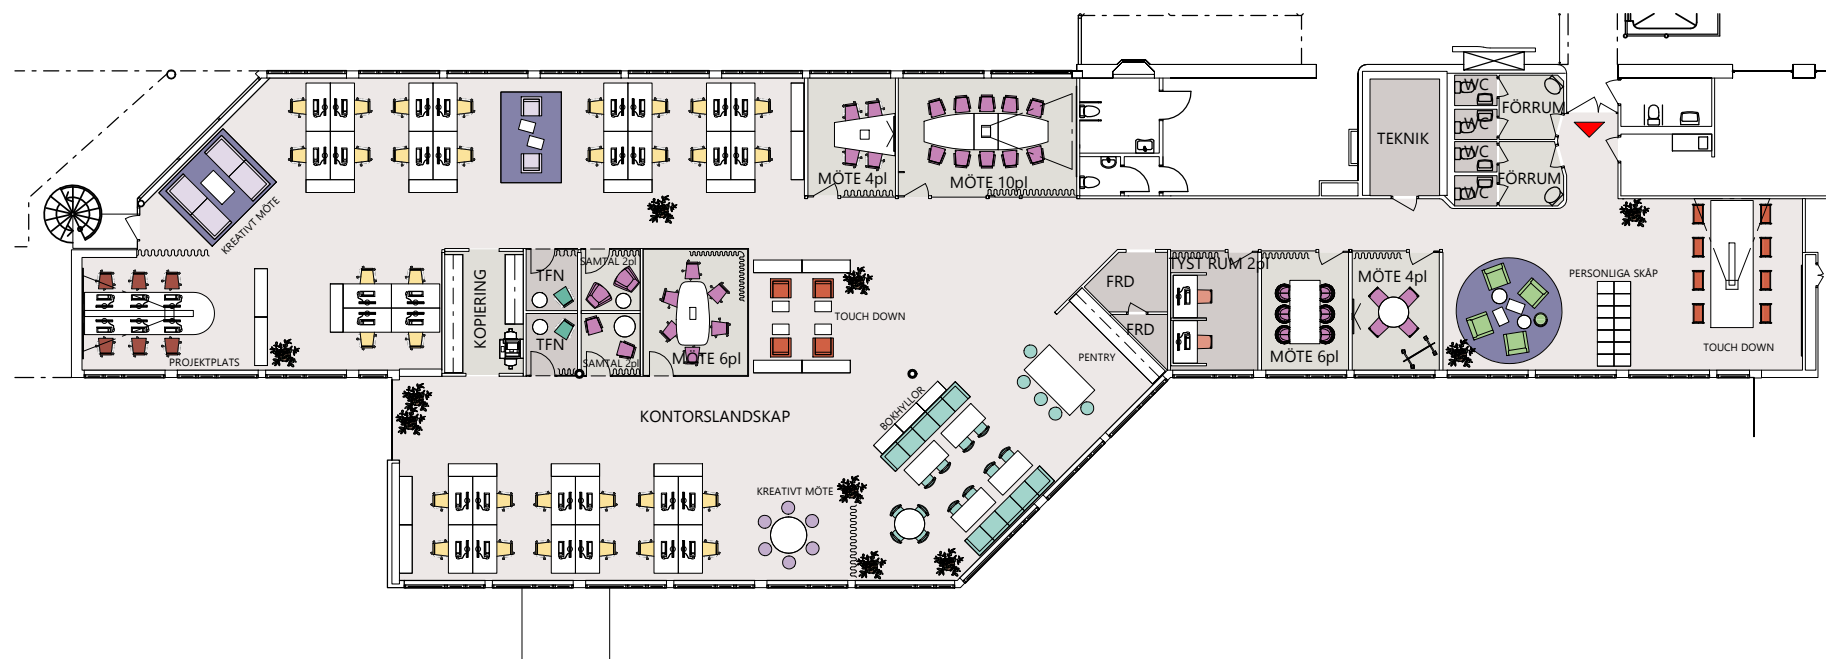 WC
FÖRRUM
WC
TEKNIK
WC
MÖTE 4pl
MÖTE 10pl
FÖRRUM
WC
KREATIVT MÖTE
TFN
SAMTAL 2pl
KOPIERING
FRD
TYST RUM 2pl
MÖTE 4pl
PERSONLIGA SKÅP
TOUCH DOWN
FRD
TFN
SAMTAL 2pl
MÖTE 6pl
PROJEKTPLATS
PENTRY
MÖTE 6pl
TOUCH DOWN
BOKHYLLOR
KONTORSLANDSKAP
KREATIVT MÖTE